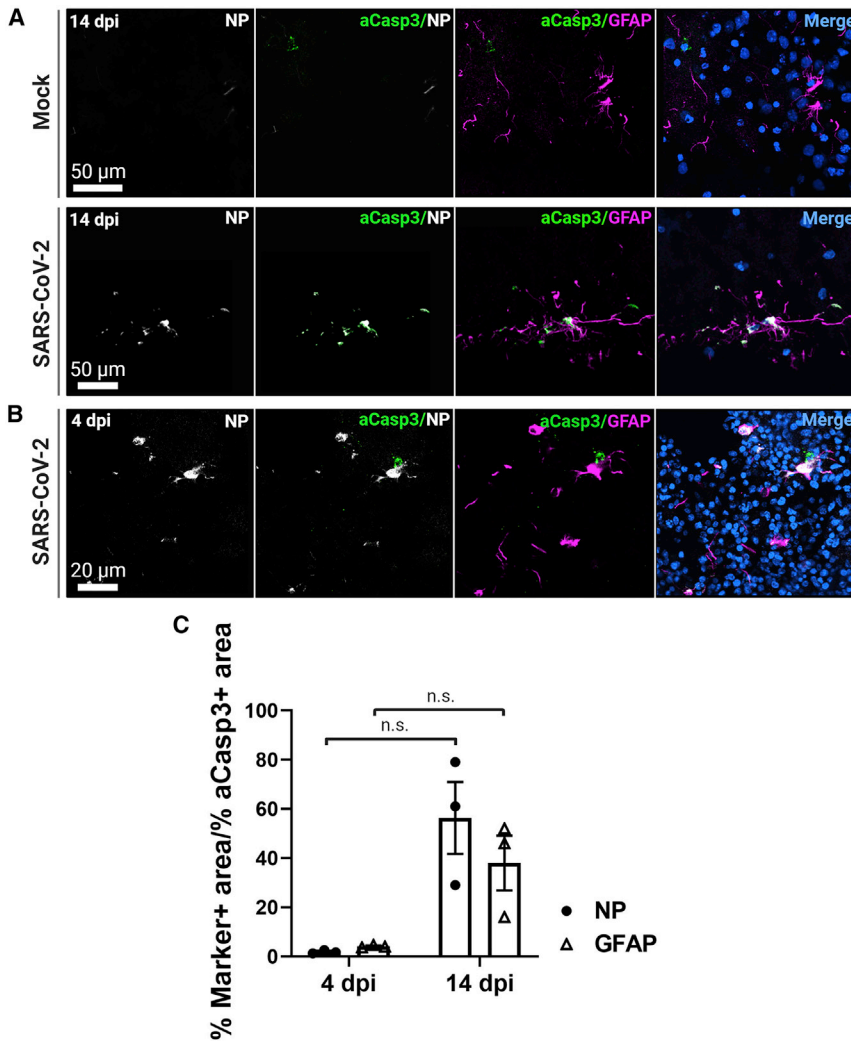 A
14 dpi
NP
aCasp3/NP
aCasp3/GFAP
Merge
Mock
50 µm
14 dpi
NP
aCasp3/NP
aCasp3/GFAP
Merge
SARS-CoV-2
50 µm
B
4 dpi
NP
aCasp3/NP
aCasp3/GFAP
Merge
SARS-CoV-2
20 µm
C
% Marker+ area/% aCasp3+ area
n.s.
n.s.
100
80
60
40
20
0
4 dpi
14 dpi
NP
GFAP